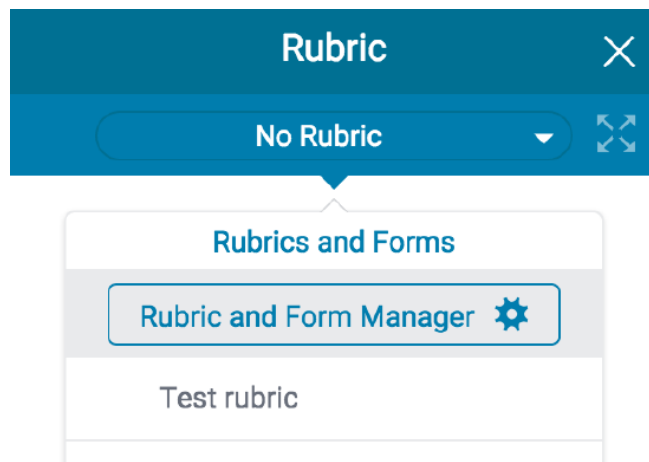 Rubric
No Rubric
Rubrics and Forms
Rubric and Form Manager
Test rubric